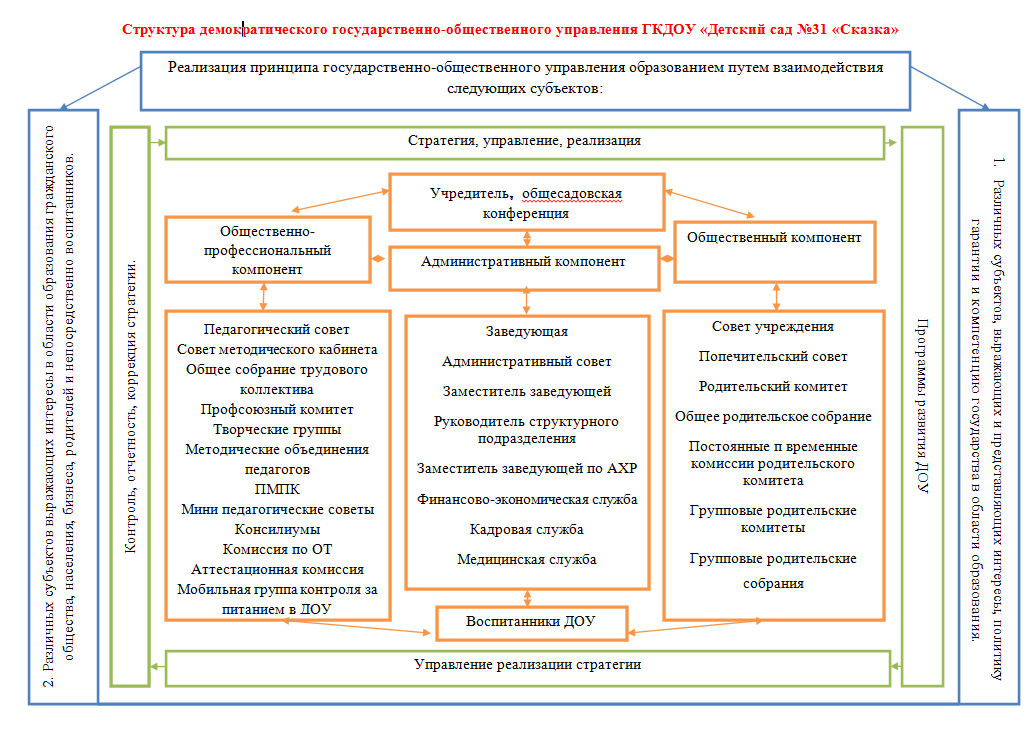 Структура демократического государственно-общественного управления ГКДОУ «Детский сад №31 «Сказка»
Реализация принципа государственно-общественного управления образованием путем взаимодействия
следующих субъектов:
2. Различных субъектов выражающих интересы в области образования гражданского
общества, населения, бизнеса, родителей и непосредственно воспитанников.
Контроль, отчетность, коррекция стратегии.
Стратегия, управление, реализация
Учредитель, общесадовская
конференция
Общественно-
профессиональный
компонент
Административный компонент
Общественный компонент
Педагогический совет
Совет методического кабинета
Общее собрание трудового
коллектива
Профсоюзный комитет
Творческие группы
Методические объединения
педагогов
ПМПК
Мини педагогические советы
Консилиумы
Комиссия по ОТ
Аттестационная комиссия
Мобильная группа контроля за
питанием в ДОУ
Заведующая
Административный совет
Заместитель заведующей
Руководитель структурного
подразделения
Заместитель заведующей по АХР
Финансово-экономическая служба
Кадровая служба
Медицинская служба
Совет учреждения
Попечительский совет
Родительский комитет
Общее родительское собрание
Постоянные п временные
комиссии родительского
комитета
Групповые родительские
комитеты
Групповые родительские
собрания
Воспитанники ДОУ
Управление реализации стратегии
Программы развития ДОУ
1. Различных субъектов, выражающих и представляющих интересы, политику
гарантии и компетенцию государства в области образования.